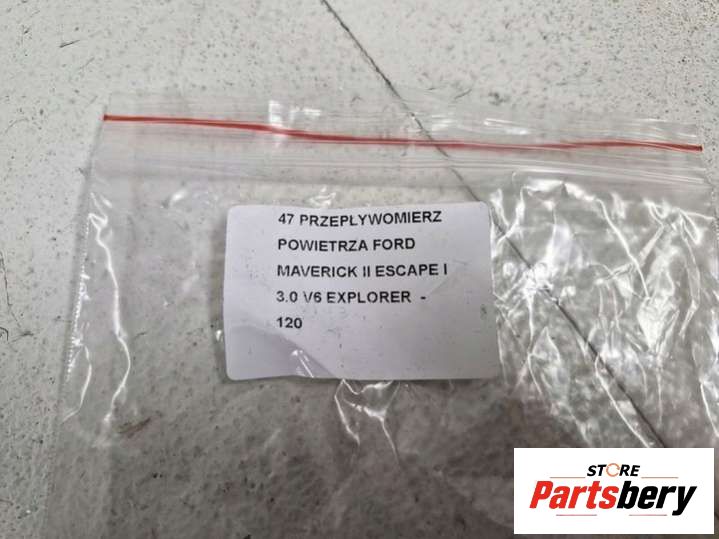 47 PRZEPŁYWOMIERZ
POWIETRZA FORD
MAVERICK II ESCAPE I
3.0 V6 EXPLORER -
120
STORE
Partsbery